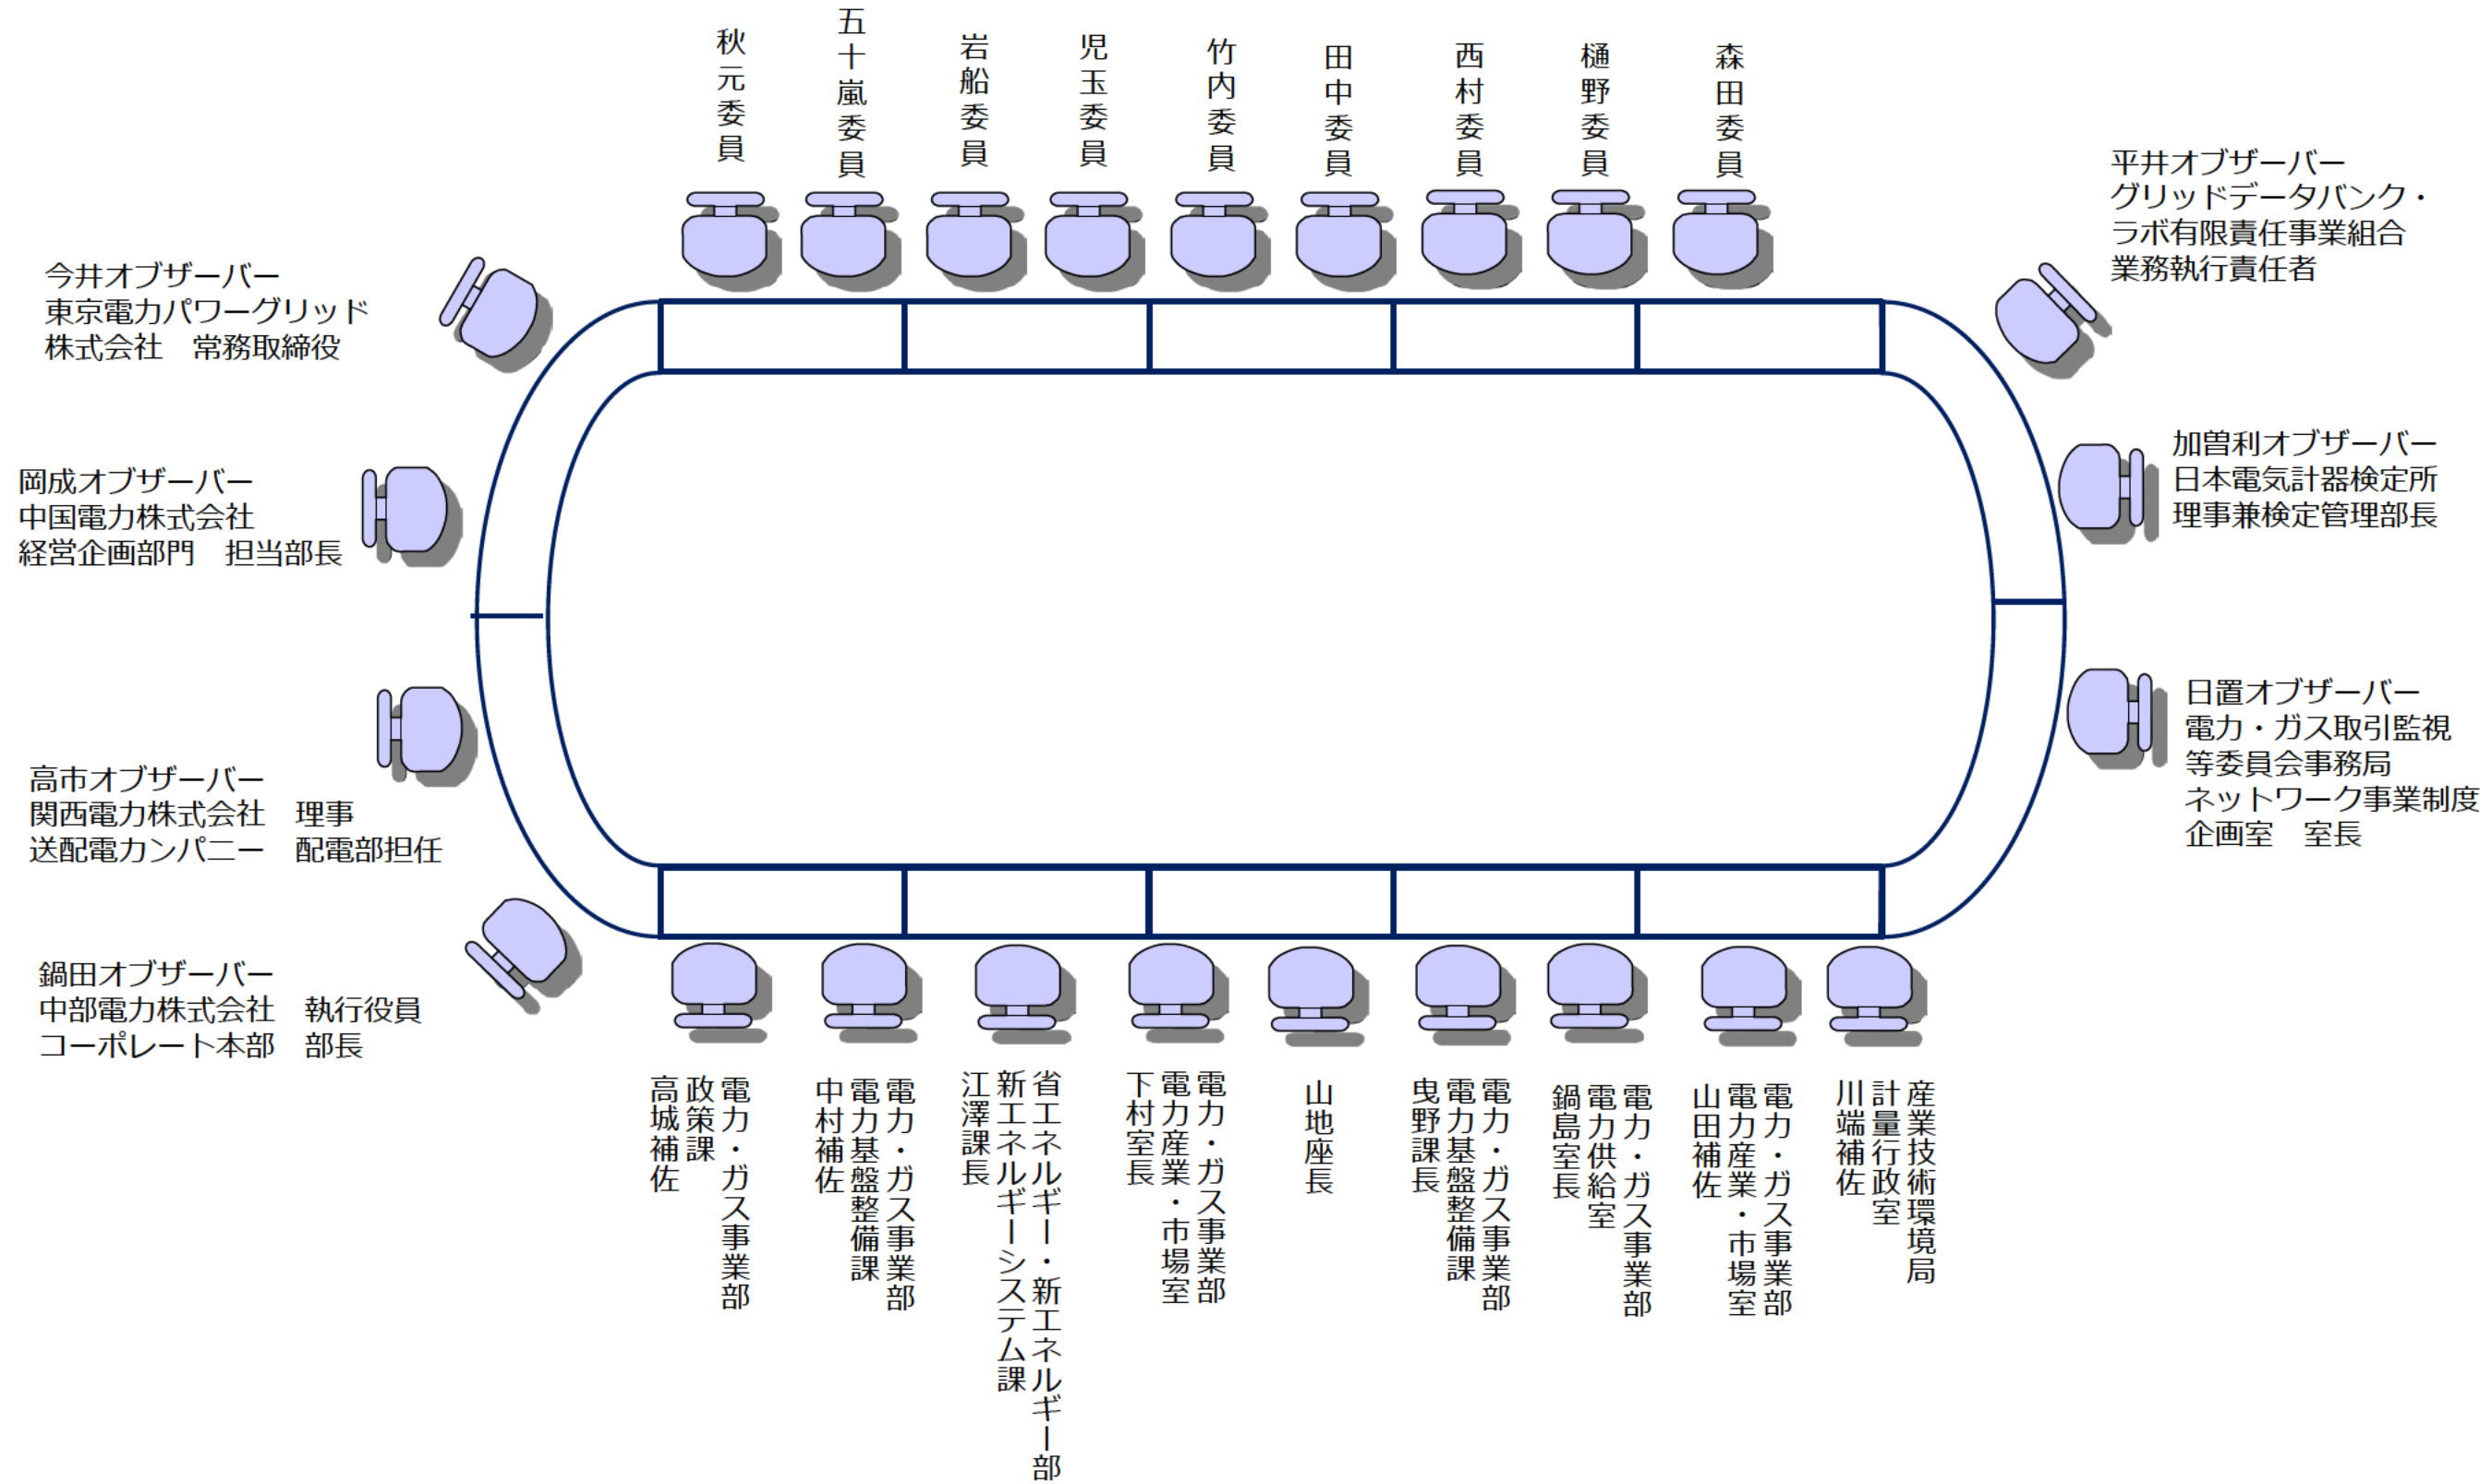 秋元委員
五十嵐委員
岩船委員
児玉委員
竹内委員
田中委員
西村委員
樋野委員
森田委員
平井オブザーバー
グリッドデータバンク・
ラボ有限責任事業組合
業務執行責任者
今井オブザーバー
東京電力パワーグリッド
株式会社　常務取締役
加曽利オブザーバー
日本電気計器検定所
理事兼検定管理部長
岡成オブザーバー
中国電力株式会社
経営企画部門　担当部長
日置オブザーバー
電力・ガス取引監視
等委員会事務局
ネットワーク事業制度
企画室　室長
高市オブザーバー
関西電力株式会社　理事
送配電カンパニー　配電部担任
鍋田オブザーバー
中部電力株式会社　執行役員
コーポレート本部　部長
電力・ガス事業部
政策課
高城補佐
電力・ガス事業部
電力基盤整備課
中村補佐
省エネルギー・新エネルギー部
新エネルギーシステム課
江澤課長
電力・ガス事業部
電力産業・市場室
下村室長
山地座長
電力・ガス事業部
電力基盤整備課
曳野課長
電力・ガス事業部
電力供給室
鍋島室長
電力・ガス事業部
電力産業・市場室
山田補佐
産業技術環境局
計量行政室
川端補佐